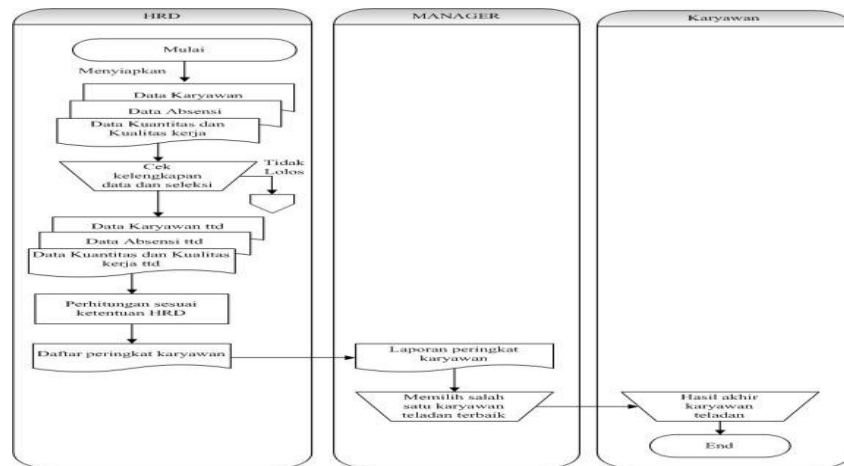 HRD
MANAGER
Karyawan
Mulai
Menyiapkan
Data Karyawan
Data Absensi
Data Kuantitas dan
Kualitas kerja
Cek
kelengkapan
data dan seleksi
Tidak
Lolos
Data Karyawan ttd
Data Absensi ttd
Data Kuantitas dan Kualitas
kerja ttd
Perhitungan sesuai
ketentuan HRD
Daftar peringkat karyawan
Laporan peringkat
karyawan
Memilih salah
satu karyawan
teladan terbaik
Hasil akhir
karyawan
teladan
End